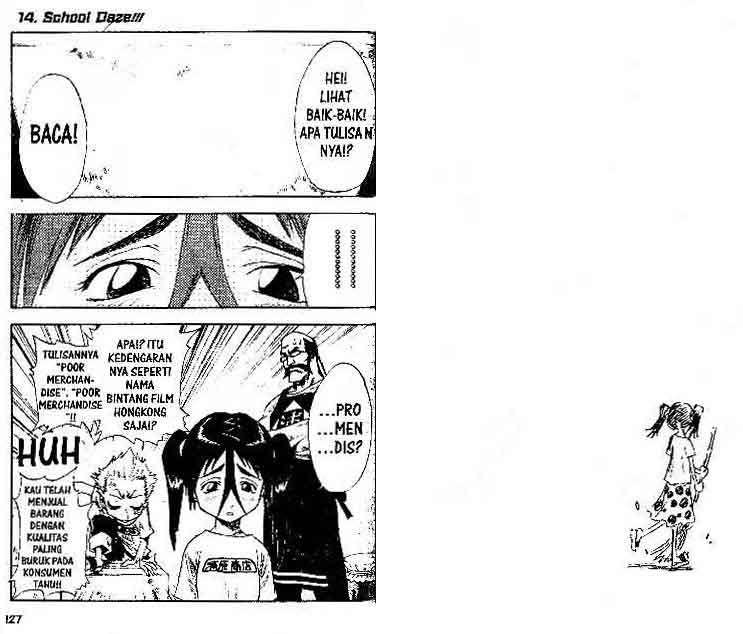 14. School Daze!!!
HEI!
LIHAT
BAIK-BAIK!
APA TULISAN
NYA!?
BACA!
...PRO
...MEN
...DIS?
APA!? ITU
KEDENGARAN
NYA SEPERTI
NAMA
BINTANG FILM
HONGKONG
SAJA!?
TULISANNYA
"POOR
MERCHAN-
DISE", "POOR
MERCHANDISE
"!!
HUH
KAU TELAH
MENJUAL
BARANG
DENGAN
KUALITAS
PALING
BURUK PADA
KONSUMEN
TAHU!!
127